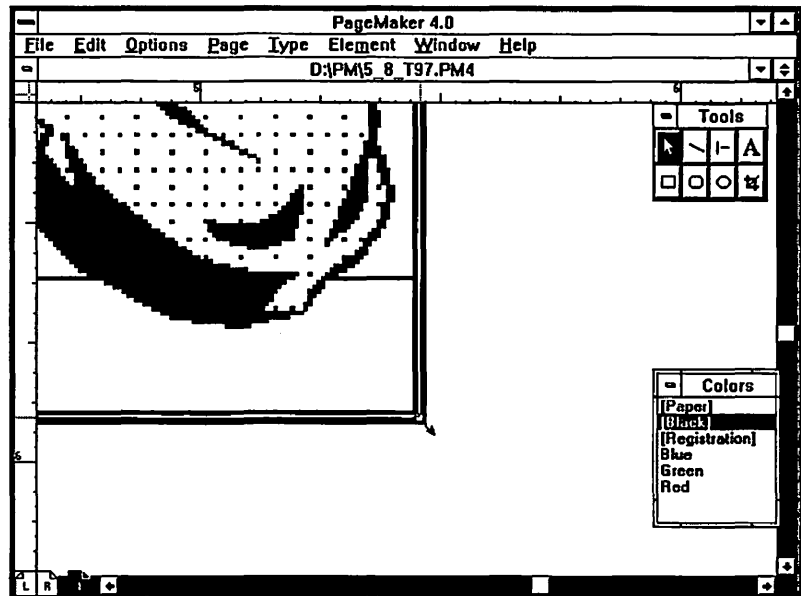 PageMaker 4.0
File Edit Options Page Type Element Window Help
D:\PM\5_8_T97.PM4
5 6
Tools
A
6
Colors
[Paper]
[Black]
[Registration]
Blue
Green
Red
L R